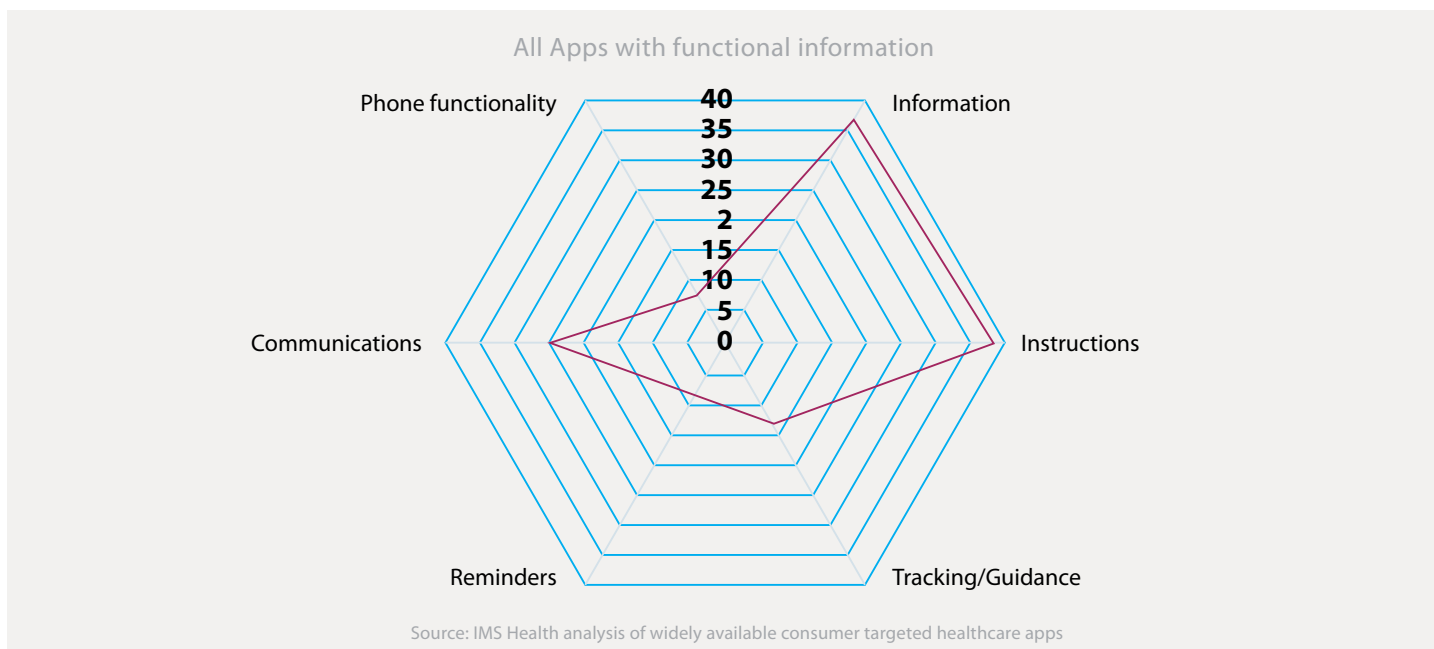 All Apps with functional information
Phone functionality
40
Information
35
30
25
2
15
10
5
0
Communications
Instructions
Reminders
Tracking/Guidance
Source: IMS Health analysis of widely available consumer targeted healthcare apps